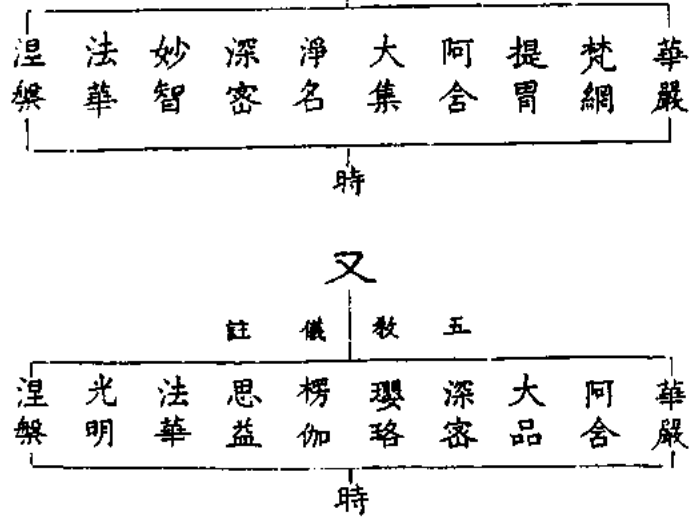 華嚴 梵網 提胃 阿含 大集 淨名 深密 妙智 法華 涅槃
時
又
五教儀註
華嚴 阿含 大品 深密 瓔珞 楞伽 思益 法華 光明 涅槃
時